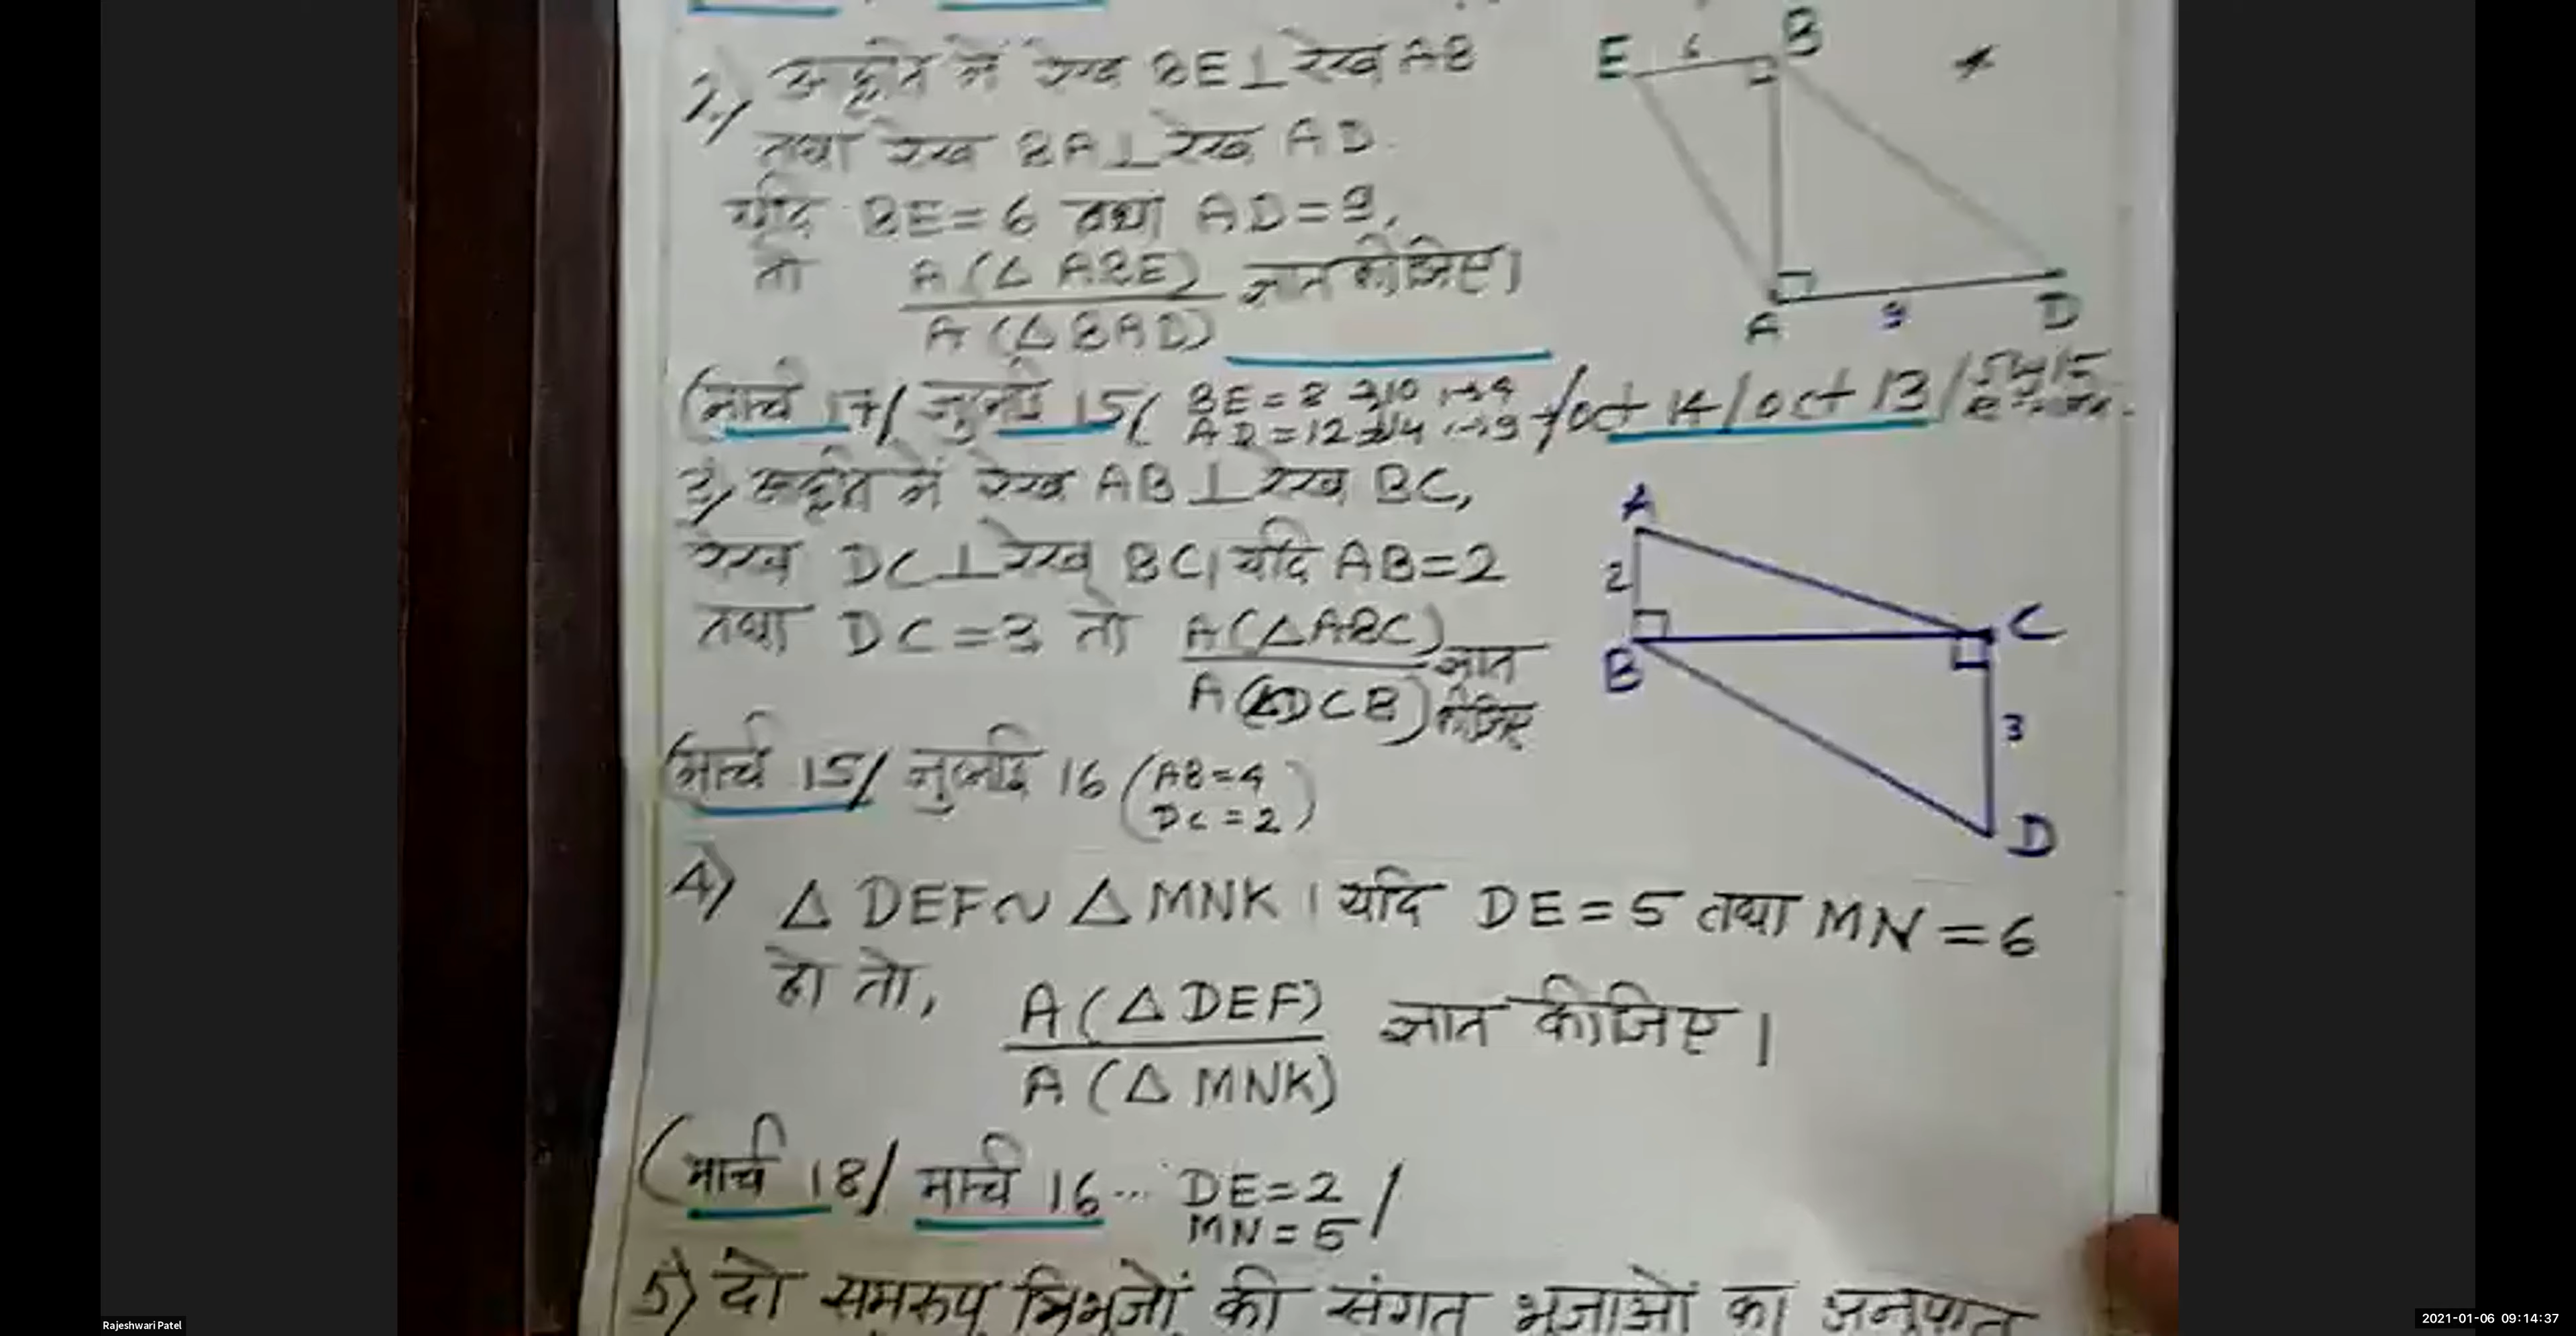 2) आकृति में रेख BE⊥रेख AB
तथा रेख BA⊥रेख AD.
यदि BE=6 तथा AD=9,
तो A(△ABE) ज्ञात कीजिए।
A(△BAD)
E 6 B
A 9 D
(मार्च 17/ जुलाई 15/ BE=8
AD=12 /oct 14/oct 13/
3) आकृति में रेख AB⊥रेख BC,
रेख DC⊥रेख BC। यदि AB=2
तथा DC=3 तो A(△ABC) ज्ञात
A(△DCB) कीजिए
A
2
B
C
3
D
(मार्च 15/ जुलाई 16 (AB=4
DC=2)
4) △DEF~△MNK। यदि DE=5 तथा MN=6
हो तो, A(△DEF) ज्ञात कीजिए।
A(△MNK)
(मार्च 18/ मार्च 16... DE=2 /
MN=5
5) दो समरूप त्रिभुजों की संगत भुजाओं का अनुपात
Rajeshwari Patel
2021-01-06 09:14:37